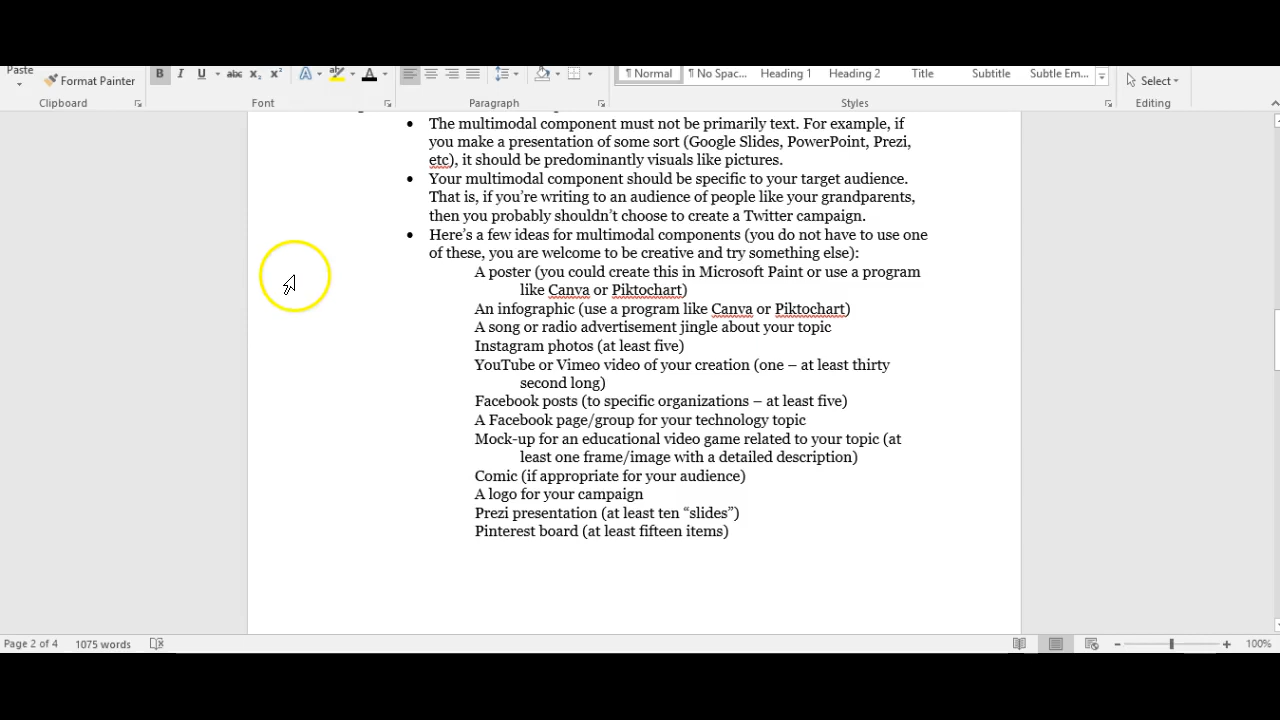 Paste
Format Painter
B I U abc X₂ X² A aby A
¶ Normal ¶ No Spac... Heading 1 Heading 2 Title Subtitle Subtle Em...
Select
Clipboard Font Paragraph Styles Editing
• The multimodal component must not be primarily text. For example, if
you make a presentation of some sort (Google Slides, PowerPoint, Prezi,
etc), it should be predominantly visuals like pictures.
• Your multimodal component should be specific to your target audience.
That is, if you’re writing to an audience of people like your grandparents,
then you probably shouldn’t choose to create a Twitter campaign.
• Here’s a few ideas for multimodal components (you do not have to use one
of these, you are welcome to be creative and try something else):
A poster (you could create this in Microsoft Paint or use a program
like Canva or Piktochart)
An infographic (use a program like Canva or Piktochart)
A song or radio advertisement jingle about your topic
Instagram photos (at least five)
YouTube or Vimeo video of your creation (one – at least thirty
second long)
Facebook posts (to specific organizations – at least five)
A Facebook page/group for your technology topic
Mock-up for an educational video game related to your topic (at
least one frame/image with a detailed description)
Comic (if appropriate for your audience)
A logo for your campaign
Prezi presentation (at least ten “slides”)
Pinterest board (at least fifteen items)
Page 2 of 4 1075 words 100%